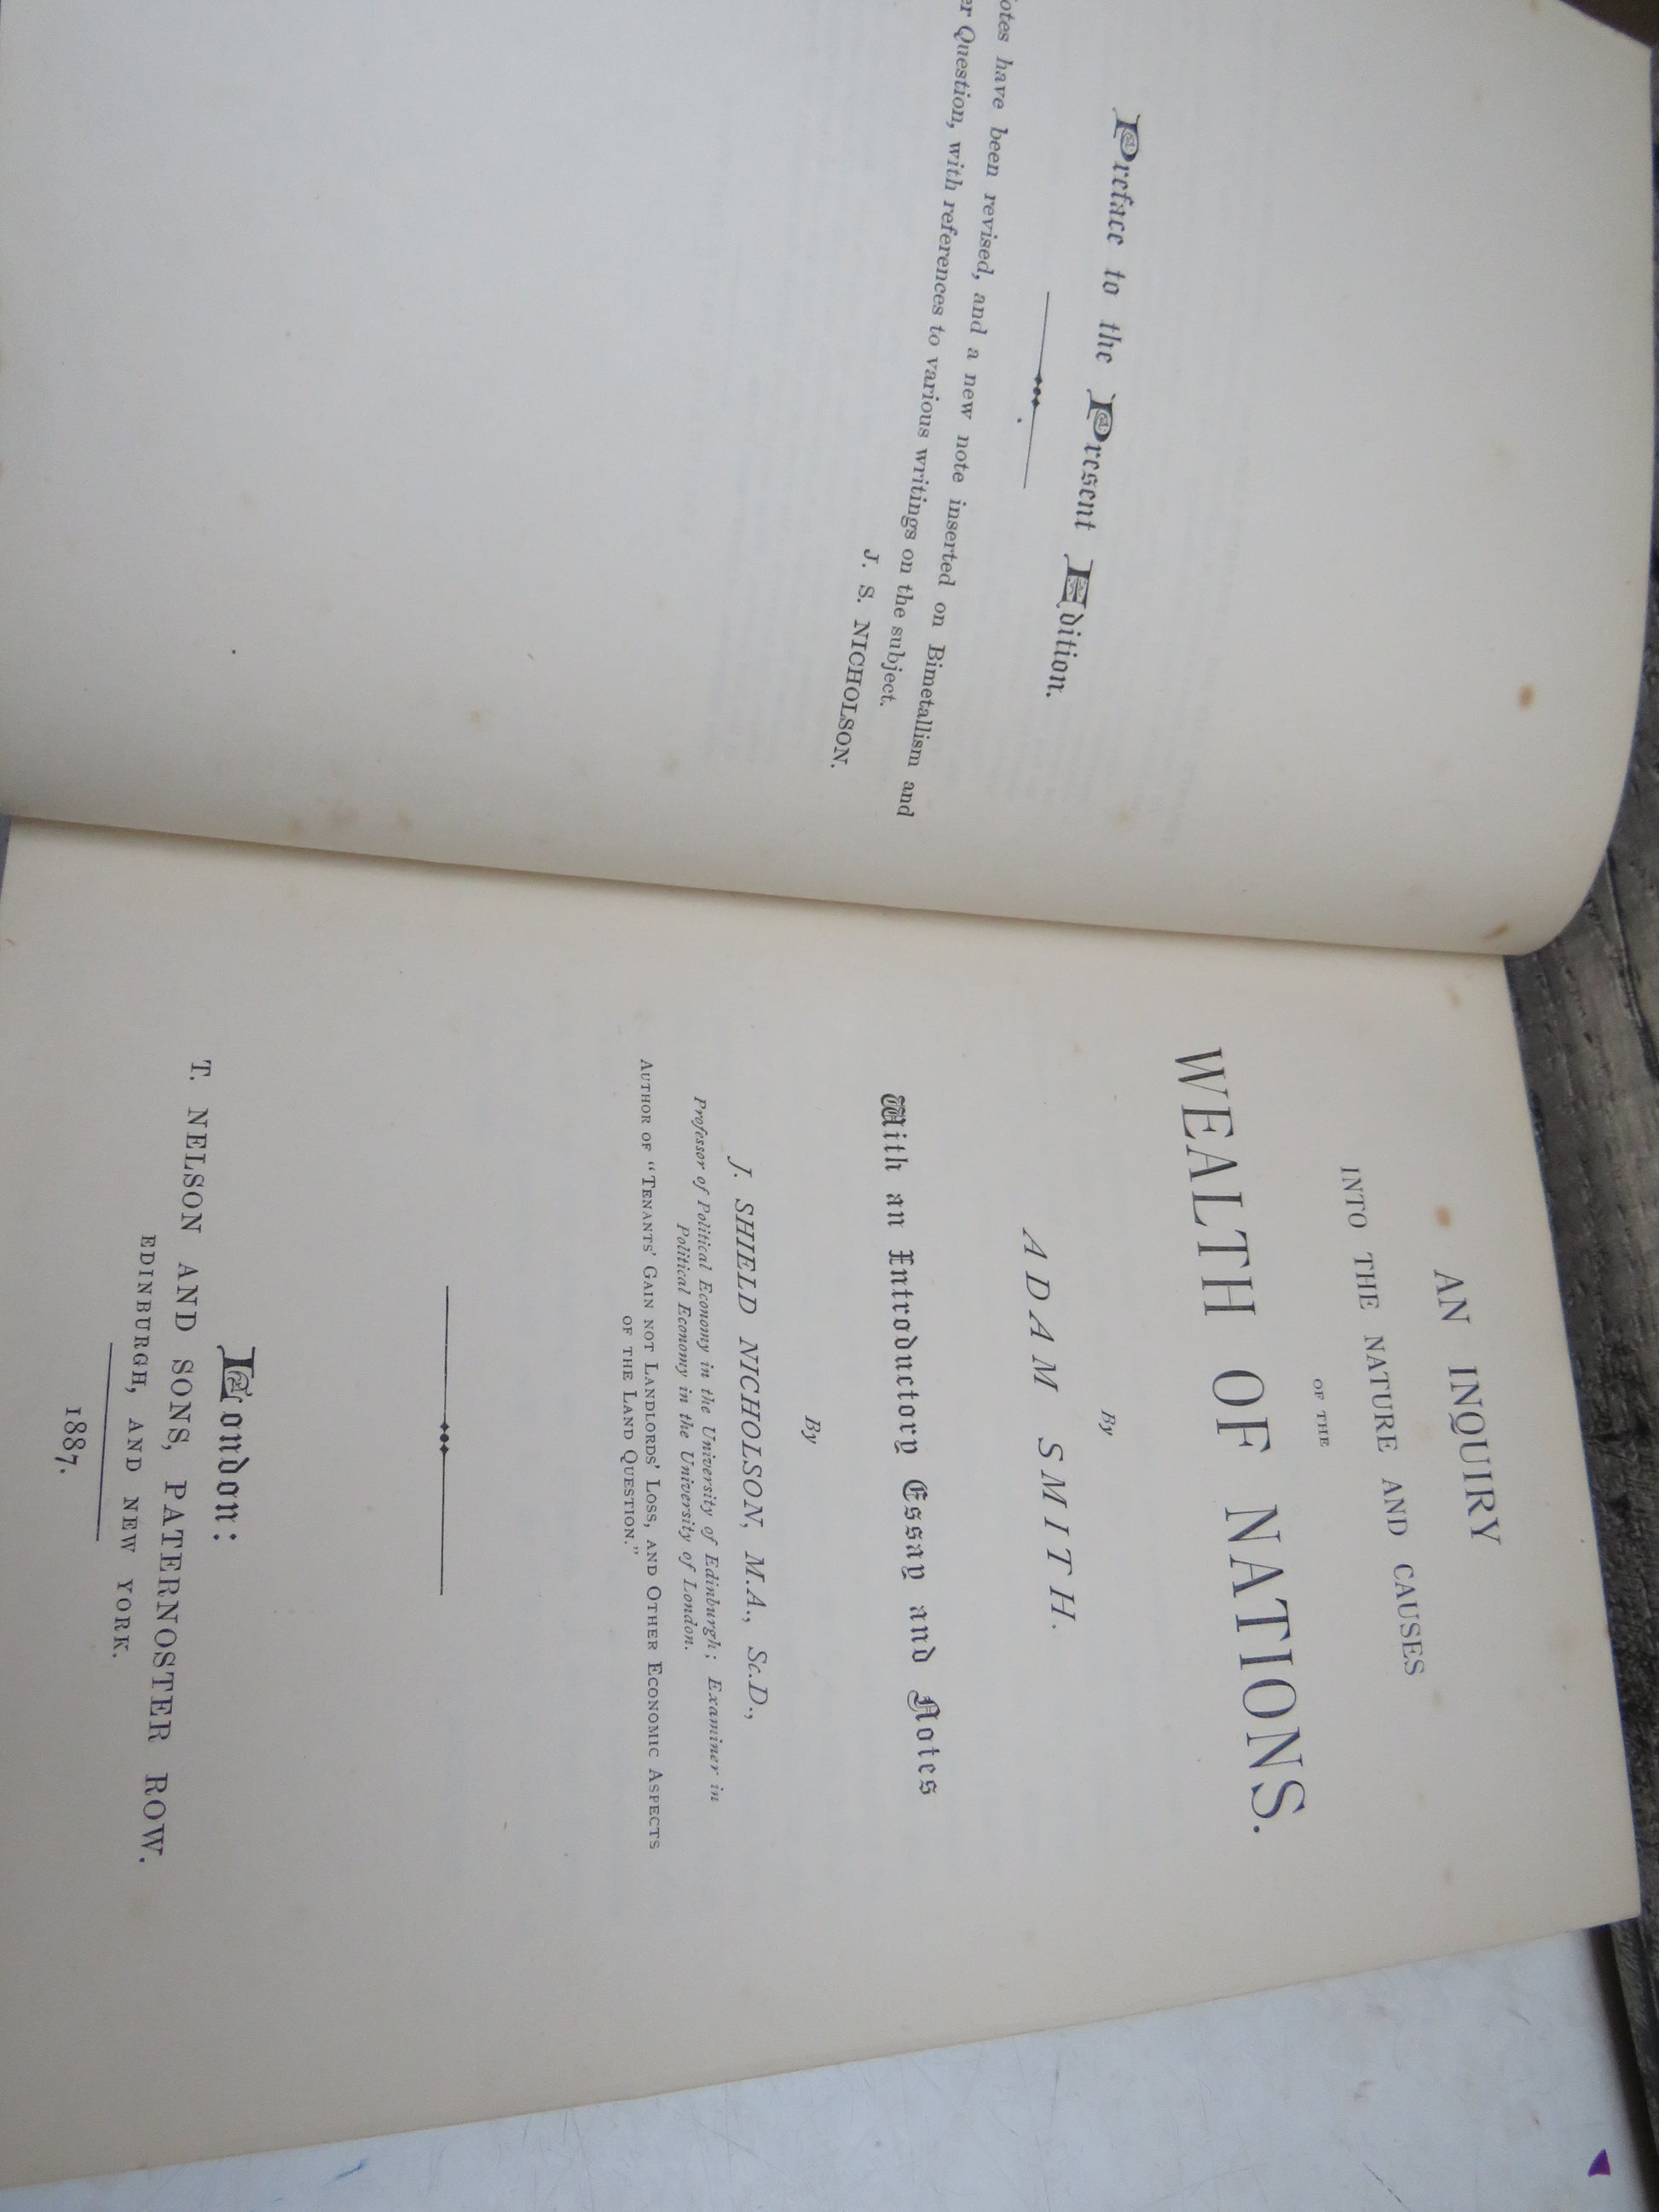 Preface to the Present Edition.
otes have been revised, and a new note inserted on Bimetallism and
er Question, with references to various writings on the subject.
J. S. NICHOLSON.
AN INQUIRY
INTO THE NATURE AND CAUSES
OF THE
WEALTH OF NATIONS.
By
ADAM SMITH.
With an Introductory Essay and Notes
By
J. SHIELD NICHOLSON, M.A., Sc.D.,
Professor of Political Economy in the University of Edinburgh; Examiner in
Political Economy in the University of London.
AUTHOR OF "TENANTS' GAIN NOT LANDLORDS' LOSS, AND OTHER ECONOMIC ASPECTS
OF THE LAND QUESTION."
London:
T. NELSON AND SONS, PATERNOSTER ROW.
EDINBURGH, AND NEW YORK.
1887.